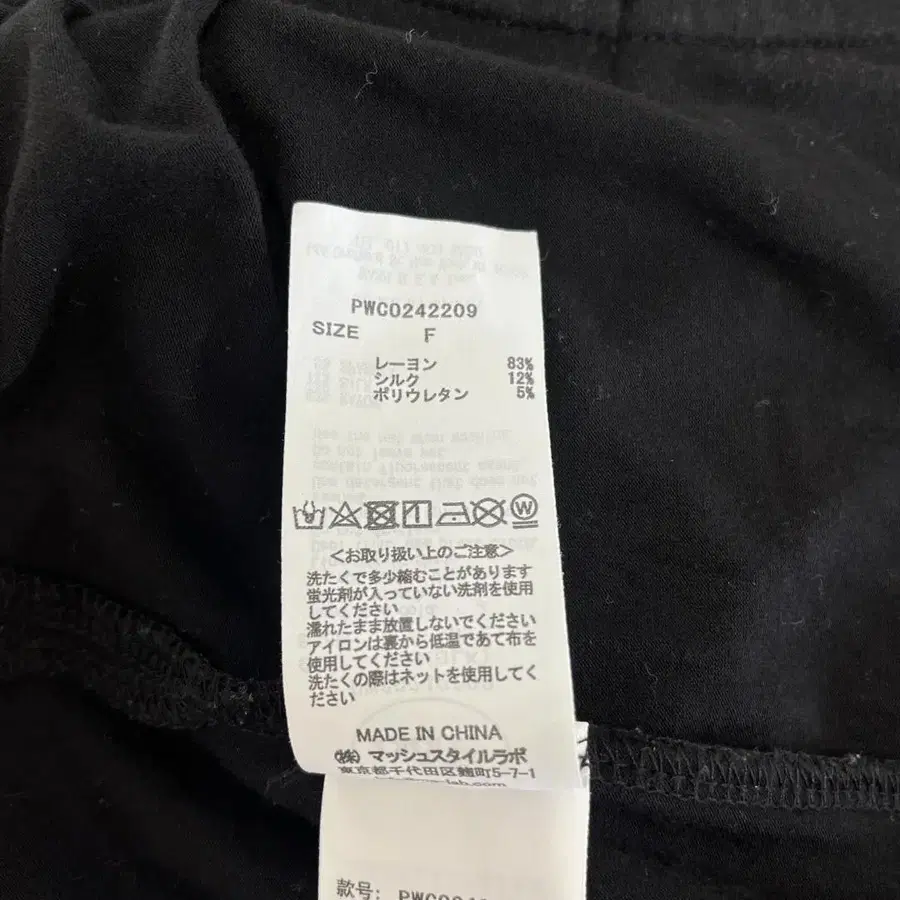 PWC0242209
SIZE F
レーヨン 83%
シルク 12%
ポリウレタン 5%
W
<お取り扱い上のご注意>
洗たくで多少縮むことがあります
蛍光剤が入っていない洗剤を使用
してください
濡れたまま放置しないでください
アイロンは裏から低温であて布を
使用してください
洗たくの際はネットを使用してく
ださい
MADE IN CHINA
㈱ マッシュスタイルラボ
東京都千代田区麹町5-7-1
款号: